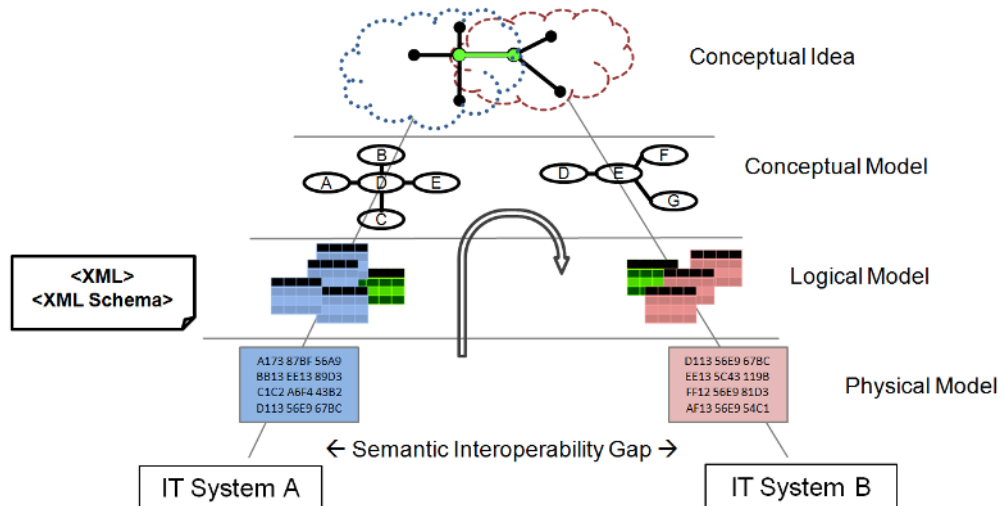 Conceptual Idea
B
A D E
C
D E F
G
Conceptual Model
<XML>
<XML Schema>
Logical Model
A173 87BF 56A9
BB13 EE13 89D3
C1C2 A6F4 43B2
D113 56E9 67BC
D113 56E9 67BC
EE13 5C43 119B
FF12 56E9 81D3
AF13 56E9 54C1
Physical Model
← Semantic Interoperability Gap →
IT System A
IT System B